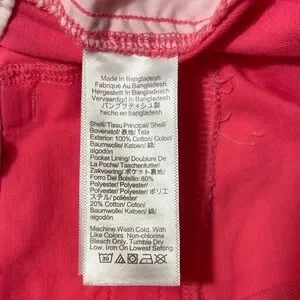 Made In Bangladesh
Fabriqué Au Bangladesh
Hergestellt In Bangladesh
Vervaardigd In Bangladesh
バングラディシュ製
hecho en bangladesh
Shell/Tissu Principal/Shell/
Bovenstof/表地/Tela
Exterior: 100% Cotton/Coton/
Baumwolle/Katoen/綿/
algodón
Pocket Lining/Doublure De
La Poche/Taschenfutter/
Zakvoering/ポケット裏地/
Forro Del Bolsillo: 80%
Polyester/Polyester/
Polyester/Polyester/ポリエ
ステル/poliéster
20% Cotton/Coton/
Baumwolle/Katoen/綿/
algodón
Machine Wash Cold, With
Like Colors. Non-chlorine
Bleach Only. Tumble Dry
Low. Iron On Lowest Setting
30